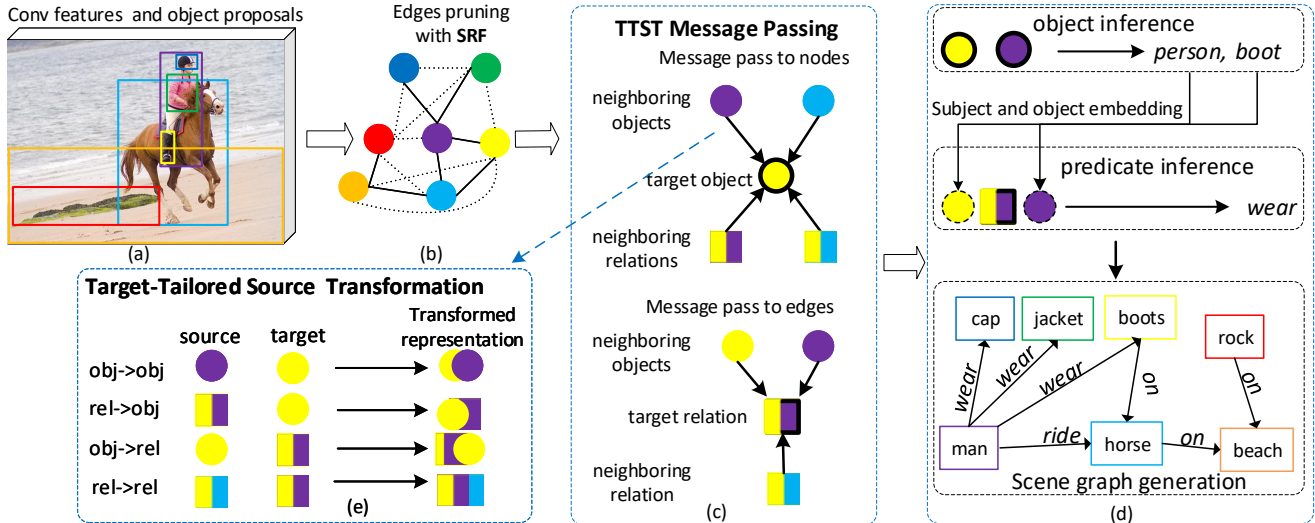 Conv features and object proposals
(a)
Edges pruning
with SRF
(b)
TTST Message Passing
Message pass to nodes
neighboring
objects
target object
neighboring
relations
Message pass to edges
neighboring
objects
target relation
neighboring
relation
(c)
object inference
person, boot
Subject and object embedding
predicate inference
wear
cap
jacket
boots
rock
wear
wear
wear
on
on
man
ride
horse
on
beach
Scene graph generation
(d)
Target-Tailored Source Transformation
source
target
Transformed
representation
obj->obj
rel->obj
obj->rel
rel->rel
(e)